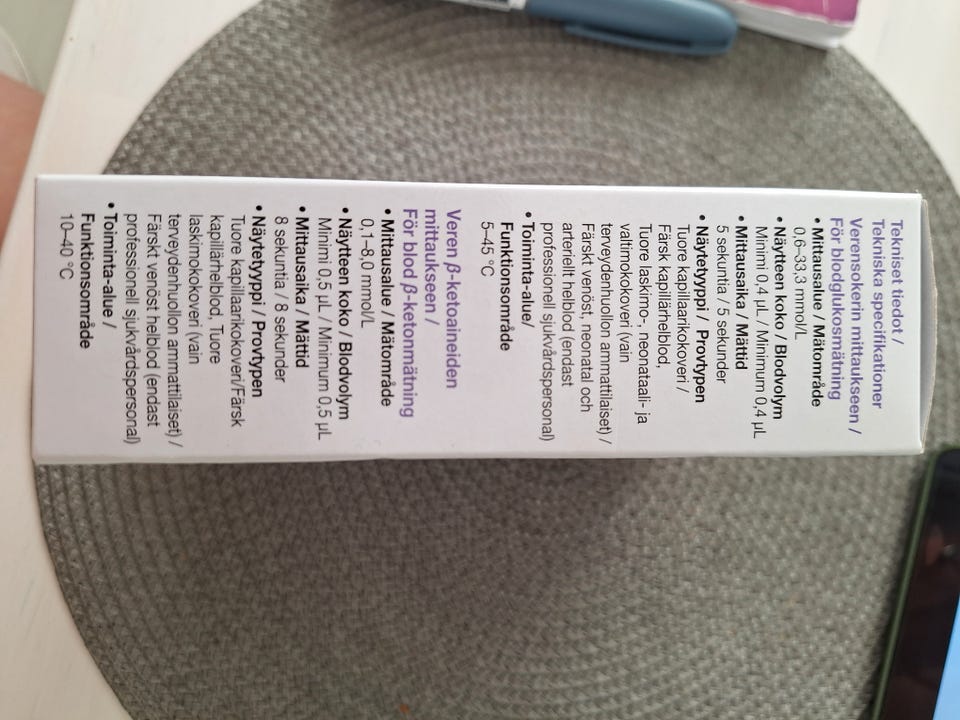 Tekniset tiedot /
Tekniska specifikationer
Verensokerin mittaukseen /
För blodglukosmätning
• Mittausalue / Mätområde
0,6–33,3 mmol/L
• Näytteen koko / Blodvolym
Minimi 0,4 µL / Minimum 0,4 µL
• Mittausaika / Mättid
5 sekuntia / 5 sekunder
• Näytetyyppi / Provtypen
Tuore kapillaarikokoveri /
Färsk kapillärhelblod,
Tuore laskimo-, neonataali- ja
valtimokokoveri (vain
terveydenhuollon ammattilaiset) /
Färskt venöst, neonatal och
arteriellt helblod (endast
professionell sjukvårdspersonal)
• Toiminta-alue/
Funktionsområde
5–45 °C
Veren β-ketoaineiden
mittaukseen /
För blod β-ketonmätning
• Mittausalue / Mätområde
0,1–8,0 mmol/L
• Näytteen koko / Blodvolym
Minimi 0,5 µL / Minimum 0,5 µL
• Mittausaika / Mättid
8 sekuntia / 8 sekunder
• Näytetyyppi / Provtypen
Tuore kapillaarikokoveri/Färsk
kapillärhelblod, Tuore
laskimokokoveri (vain
terveydenhuollon ammattilaiset) /
Färskt venöst helblod (endast
professionell sjukvårdspersonal)
• Toiminta-alue /
Funktionsområde
10–40 °C